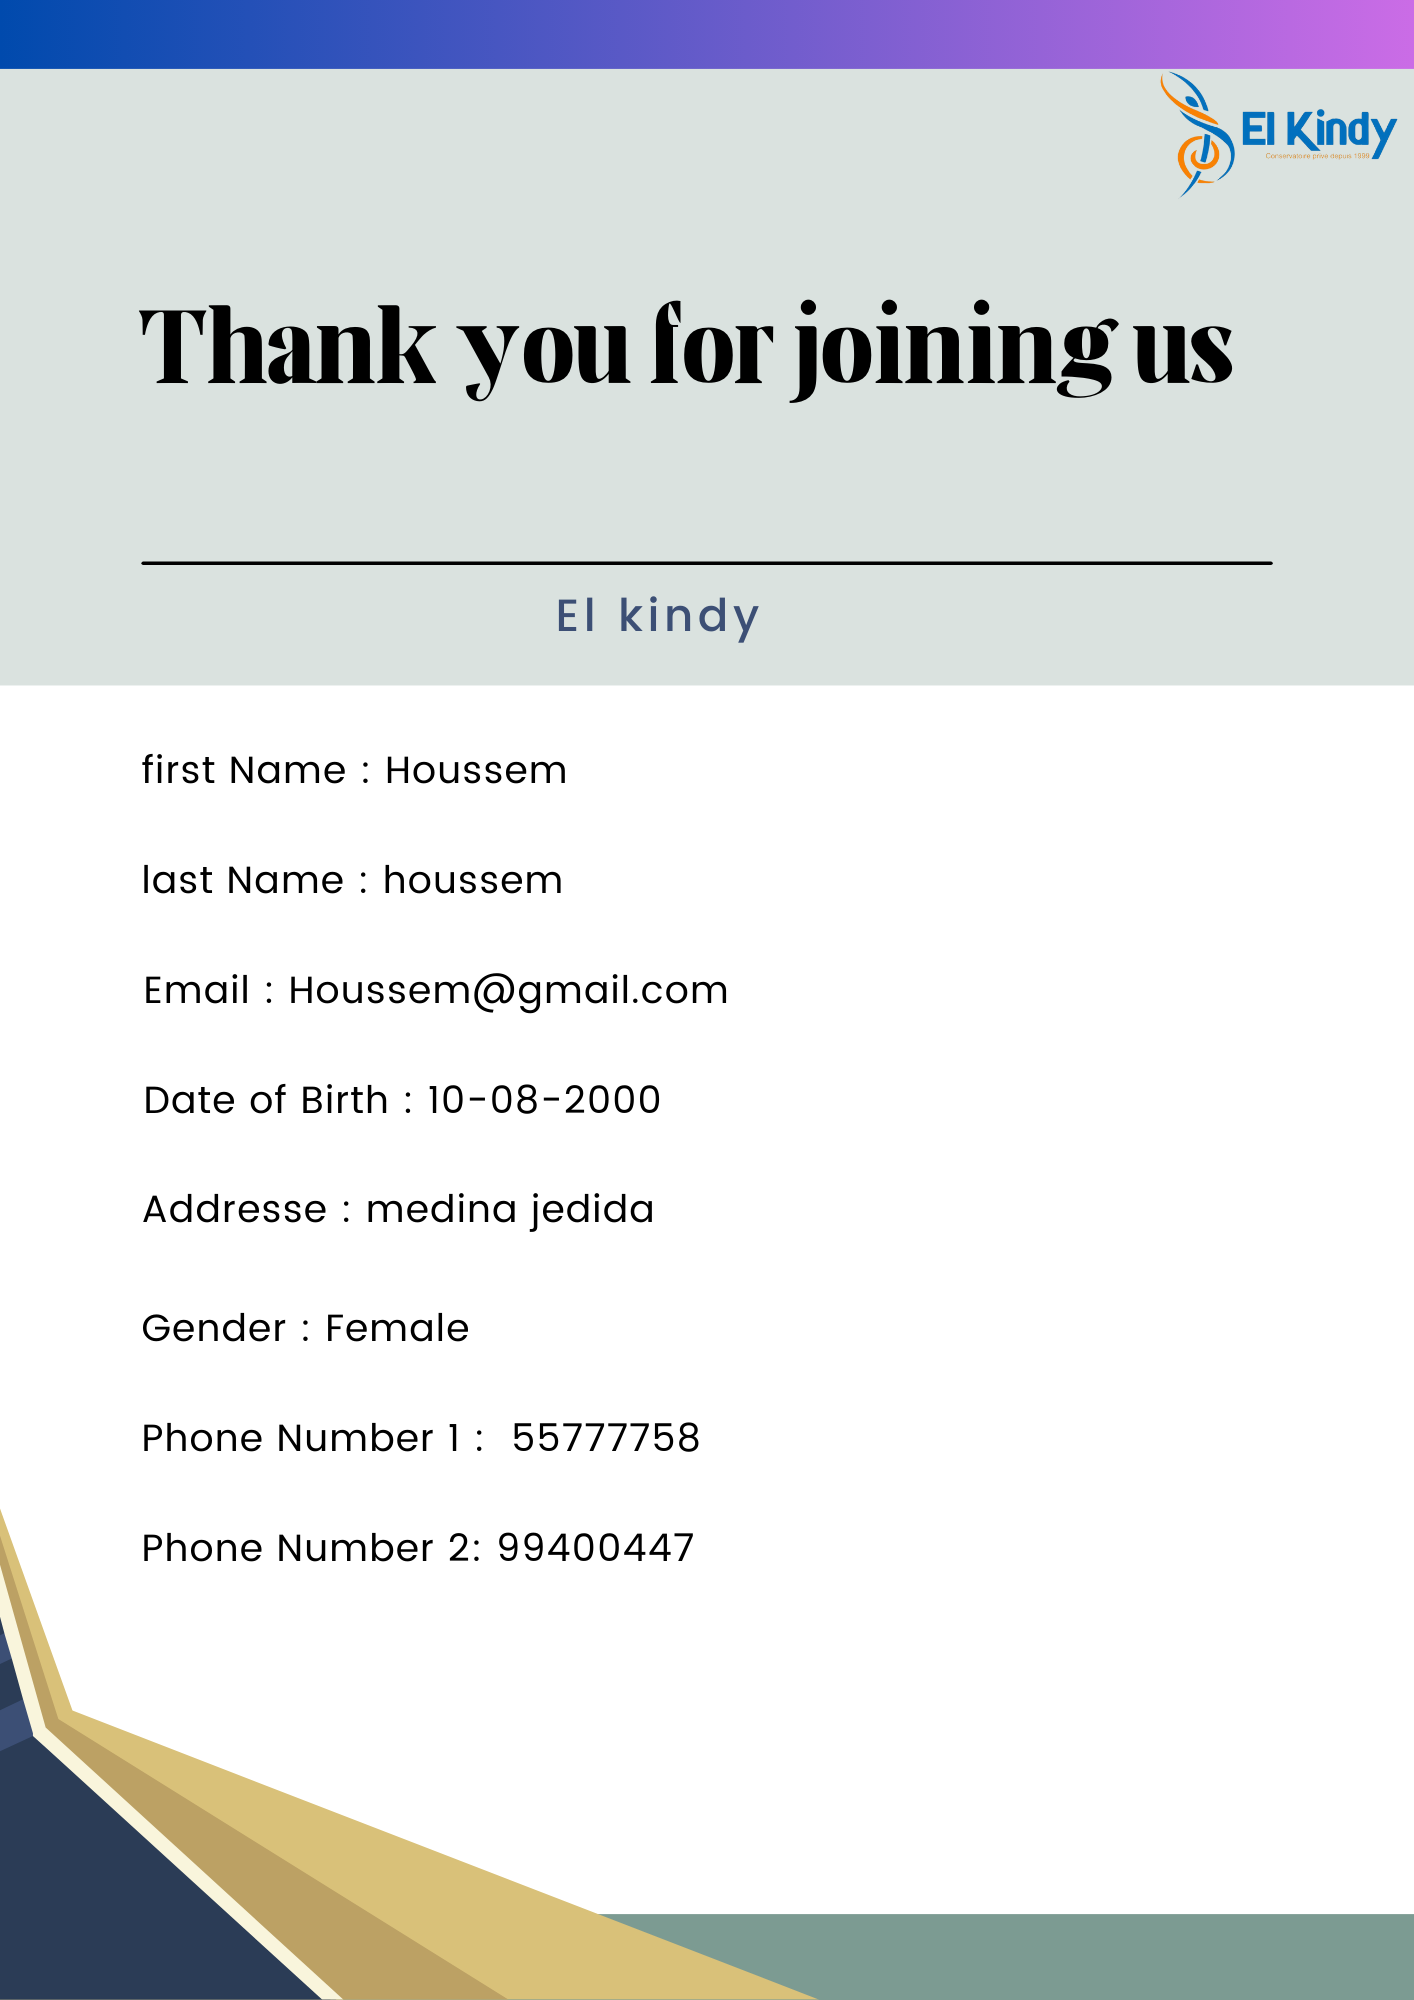 El Kindy
Conservatoire privé depuis 1998
Thank you for joining us
El kindy
first Name : Houssem
last Name : houssem
Email : Houssem@gmail.com
Date of Birth : 10-08-2000
Addresse : medina jedida
Gender : Female
Phone Number 1 :  55777758
Phone Number 2: 99400447